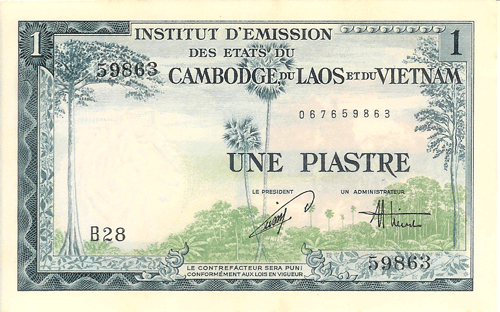 1 INSTITUT D'EMISSION 1
DES ETATS DU
59863
CAMBODGE DU LAOS ET DU VIETNAM
59863
067659863
UNE PIASTRE
LE PRESIDENT UN ADMINISTRATEUR
B28
59863
LE CONTREFACTEUR SERA PUNI
CONFORMÉMENT AUX LOIS EN VIGUEUR